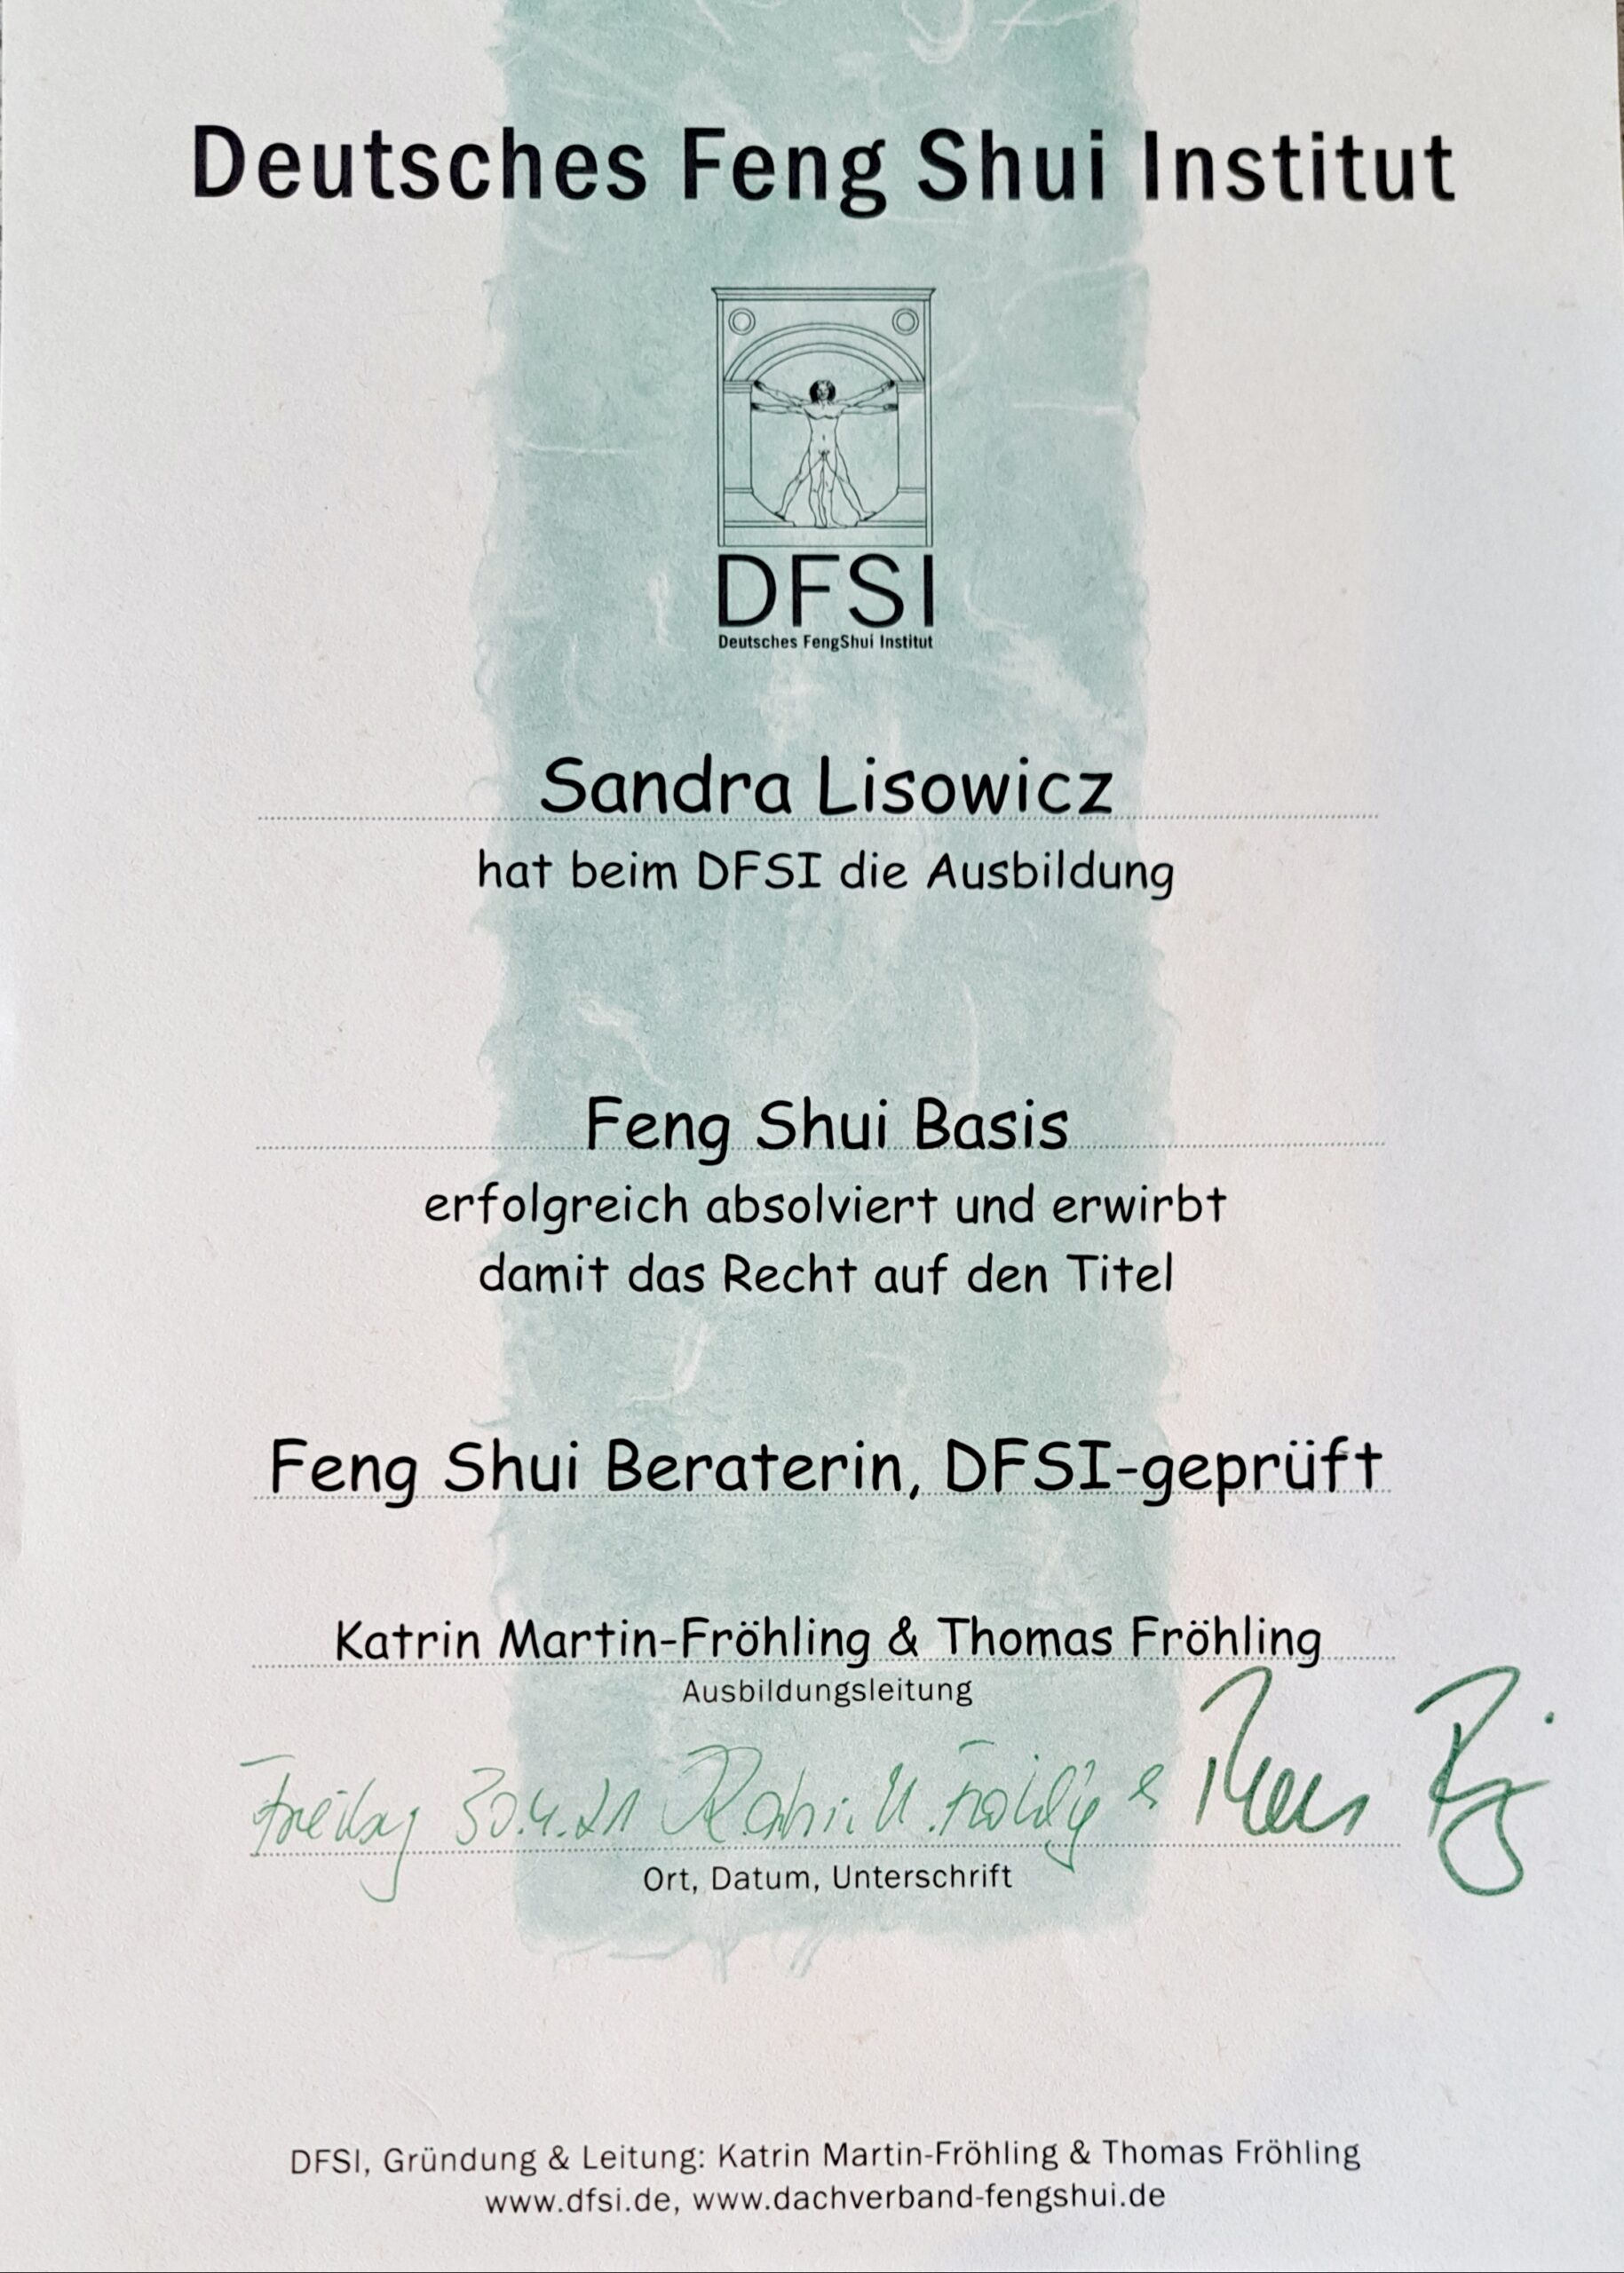 Deutsches Feng Shui Institut
DFSI
Deutsches FengShui Institut
Sandra Lisowicz
hat beim DFSI die Ausbildung
Feng Shui Basis
erfolgreich absolviert und erwirbt
damit das Recht auf den Titel
Feng Shui Beraterin, DFSI-geprüft
Katrin Martin-Fröhling & Thomas Fröhling
Ausbildungsleitung
30.4.21
Ort, Datum, Unterschrift
DFSI, Gründung & Leitung: Katrin Martin-Fröhling & Thomas Fröhling
www.dfsi.de, www.dachverband-fengshui.de